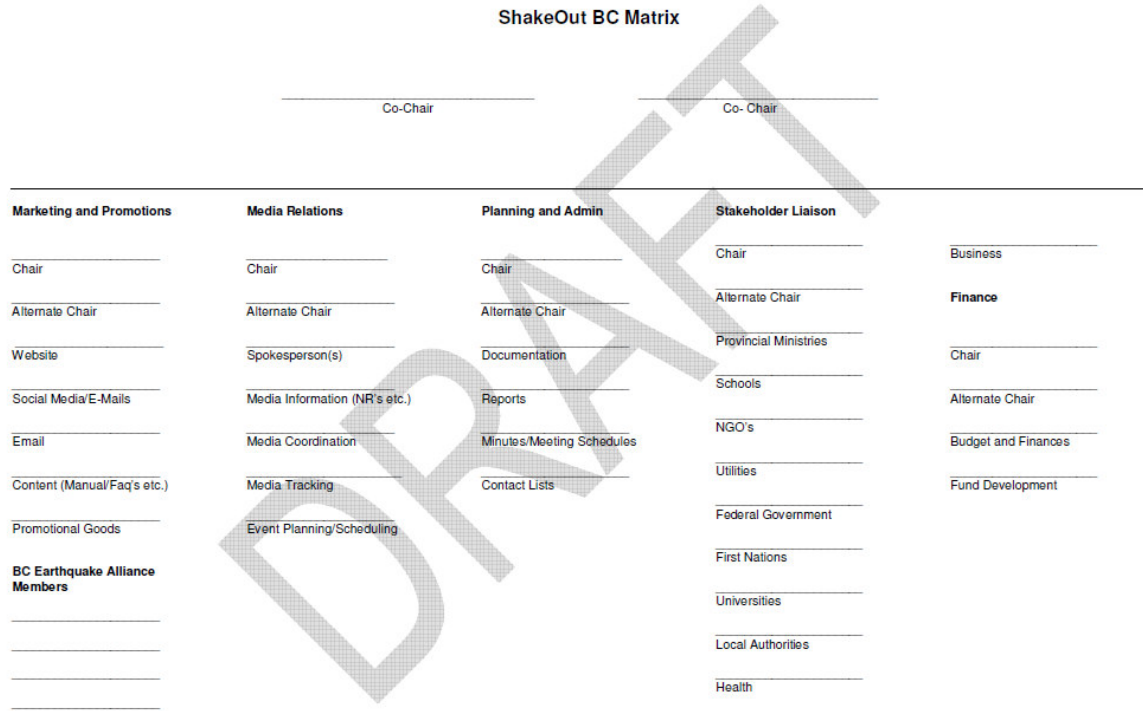 ShakeOut BC Matrix
Co-Chair
Co- Chair
Marketing and Promotions
Chair
Alternate Chair
Website
Social Media/E-Mails
Email
Content (Manual/Faq's etc.)
Promotional Goods
BC Earthquake Alliance
Members
Media Relations
Chair
Alternate Chair
Spokesperson(s)
Media Information (NR's etc.)
Media Coordination
Media Tracking
Event Planning/Scheduling
Planning and Admin
Chair
Alternate Chair
Documentation
Reports
Minutes/Meeting Schedules
Contact Lists
Stakeholder Liaison
Chair
Alternate Chair
Provincial Ministries
Schools
NGO's
Utilities
Federal Government
First Nations
Universities
Local Authorities
Health
Business
Finance
Chair
Alternate Chair
Budget and Finances
Fund Development
DRAFT